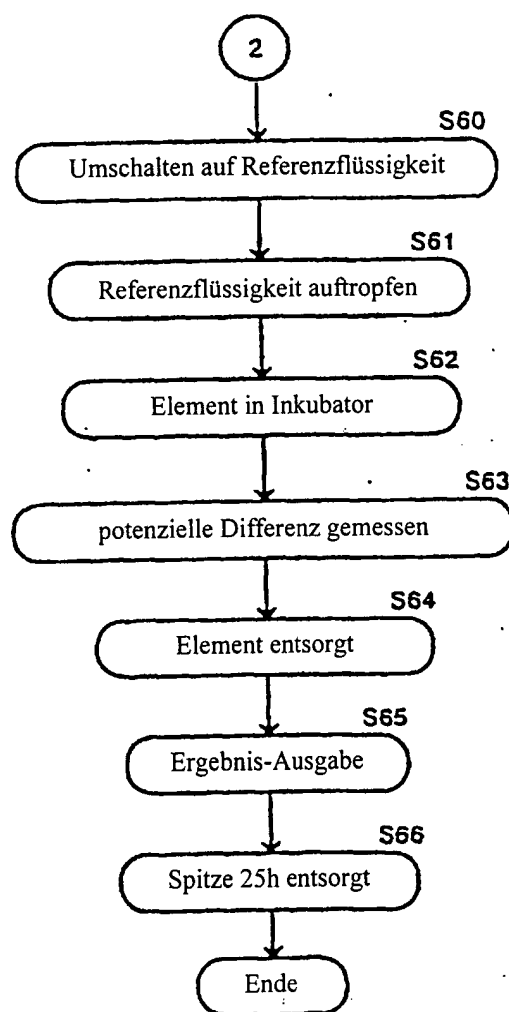 2
S60
Umschalten auf Referenzflüssigkeit
S61
Referenzflüssigkeit auftropfen
S62
Element in Inkubator
S63
potenzielle Differenz gemessen
S64
Element entsorgt
S65
Ergebnis-Ausgabe
S66
Spitze 25h entsorgt
Ende